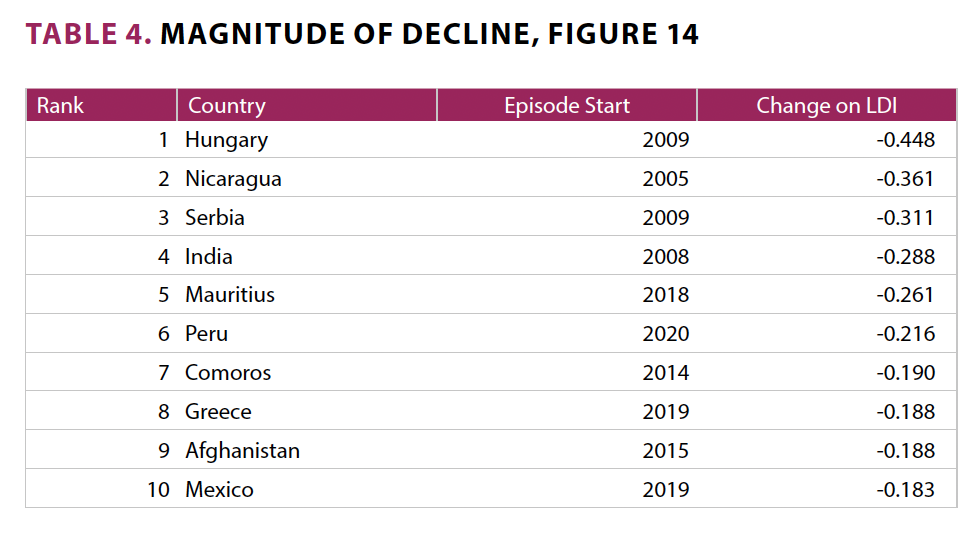 TABLE 4. MAGNITUDE OF DECLINE, FIGURE 14
Rank Country Episode Start Change on LDI
1 Hungary 2009 -0.448
2 Nicaragua 2005 -0.361
3 Serbia 2009 -0.311
4 India 2008 -0.288
5 Mauritius 2018 -0.261
6 Peru 2020 -0.216
7 Comoros 2014 -0.190
8 Greece 2019 -0.188
9 Afghanistan 2015 -0.188
10 Mexico 2019 -0.183